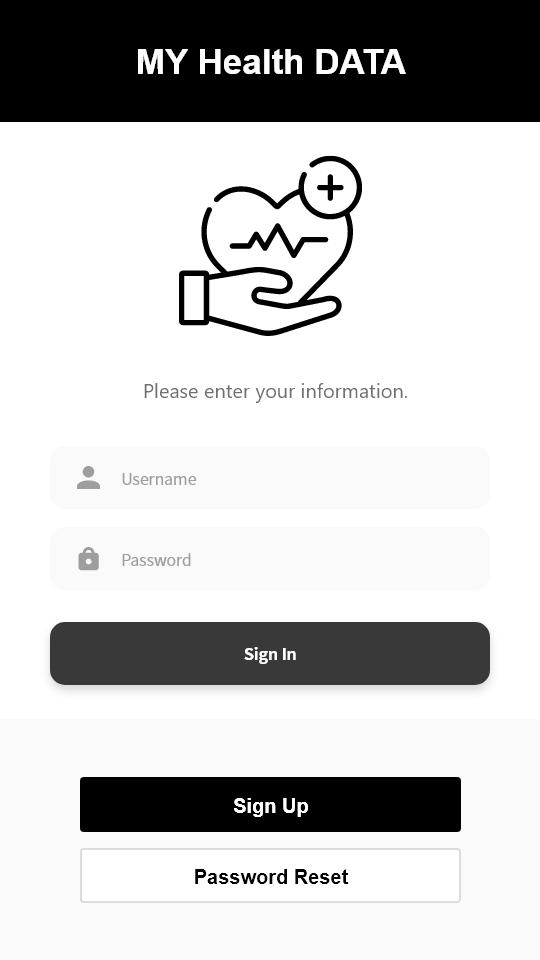 MY Health DATA
Please enter your information.
Username
Password
Sign In
Sign Up
Password Reset